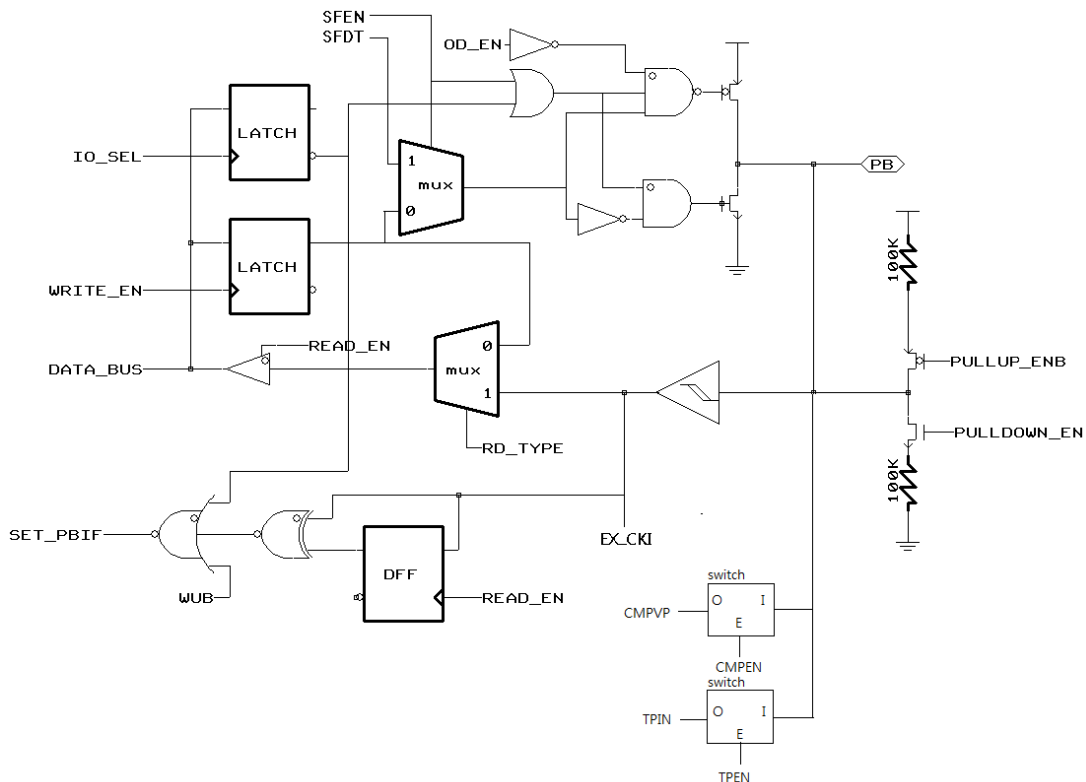 SFEN
SFDT
OD_EN
LATCH
IO_SEL
1
mux
0
PB
LATCH
WRITE_EN
100K
READ_EN
DATA_BUS
0
mux
1
PULLUP_ENB
RD_TYPE
PULLDOWN_EN
100K
SET_PBIF
EX_CKI
DFF
WUB
READ_EN
switch
O I
CMPVP
E
CMPEN
switch
O I
TPIN
E
TPEN